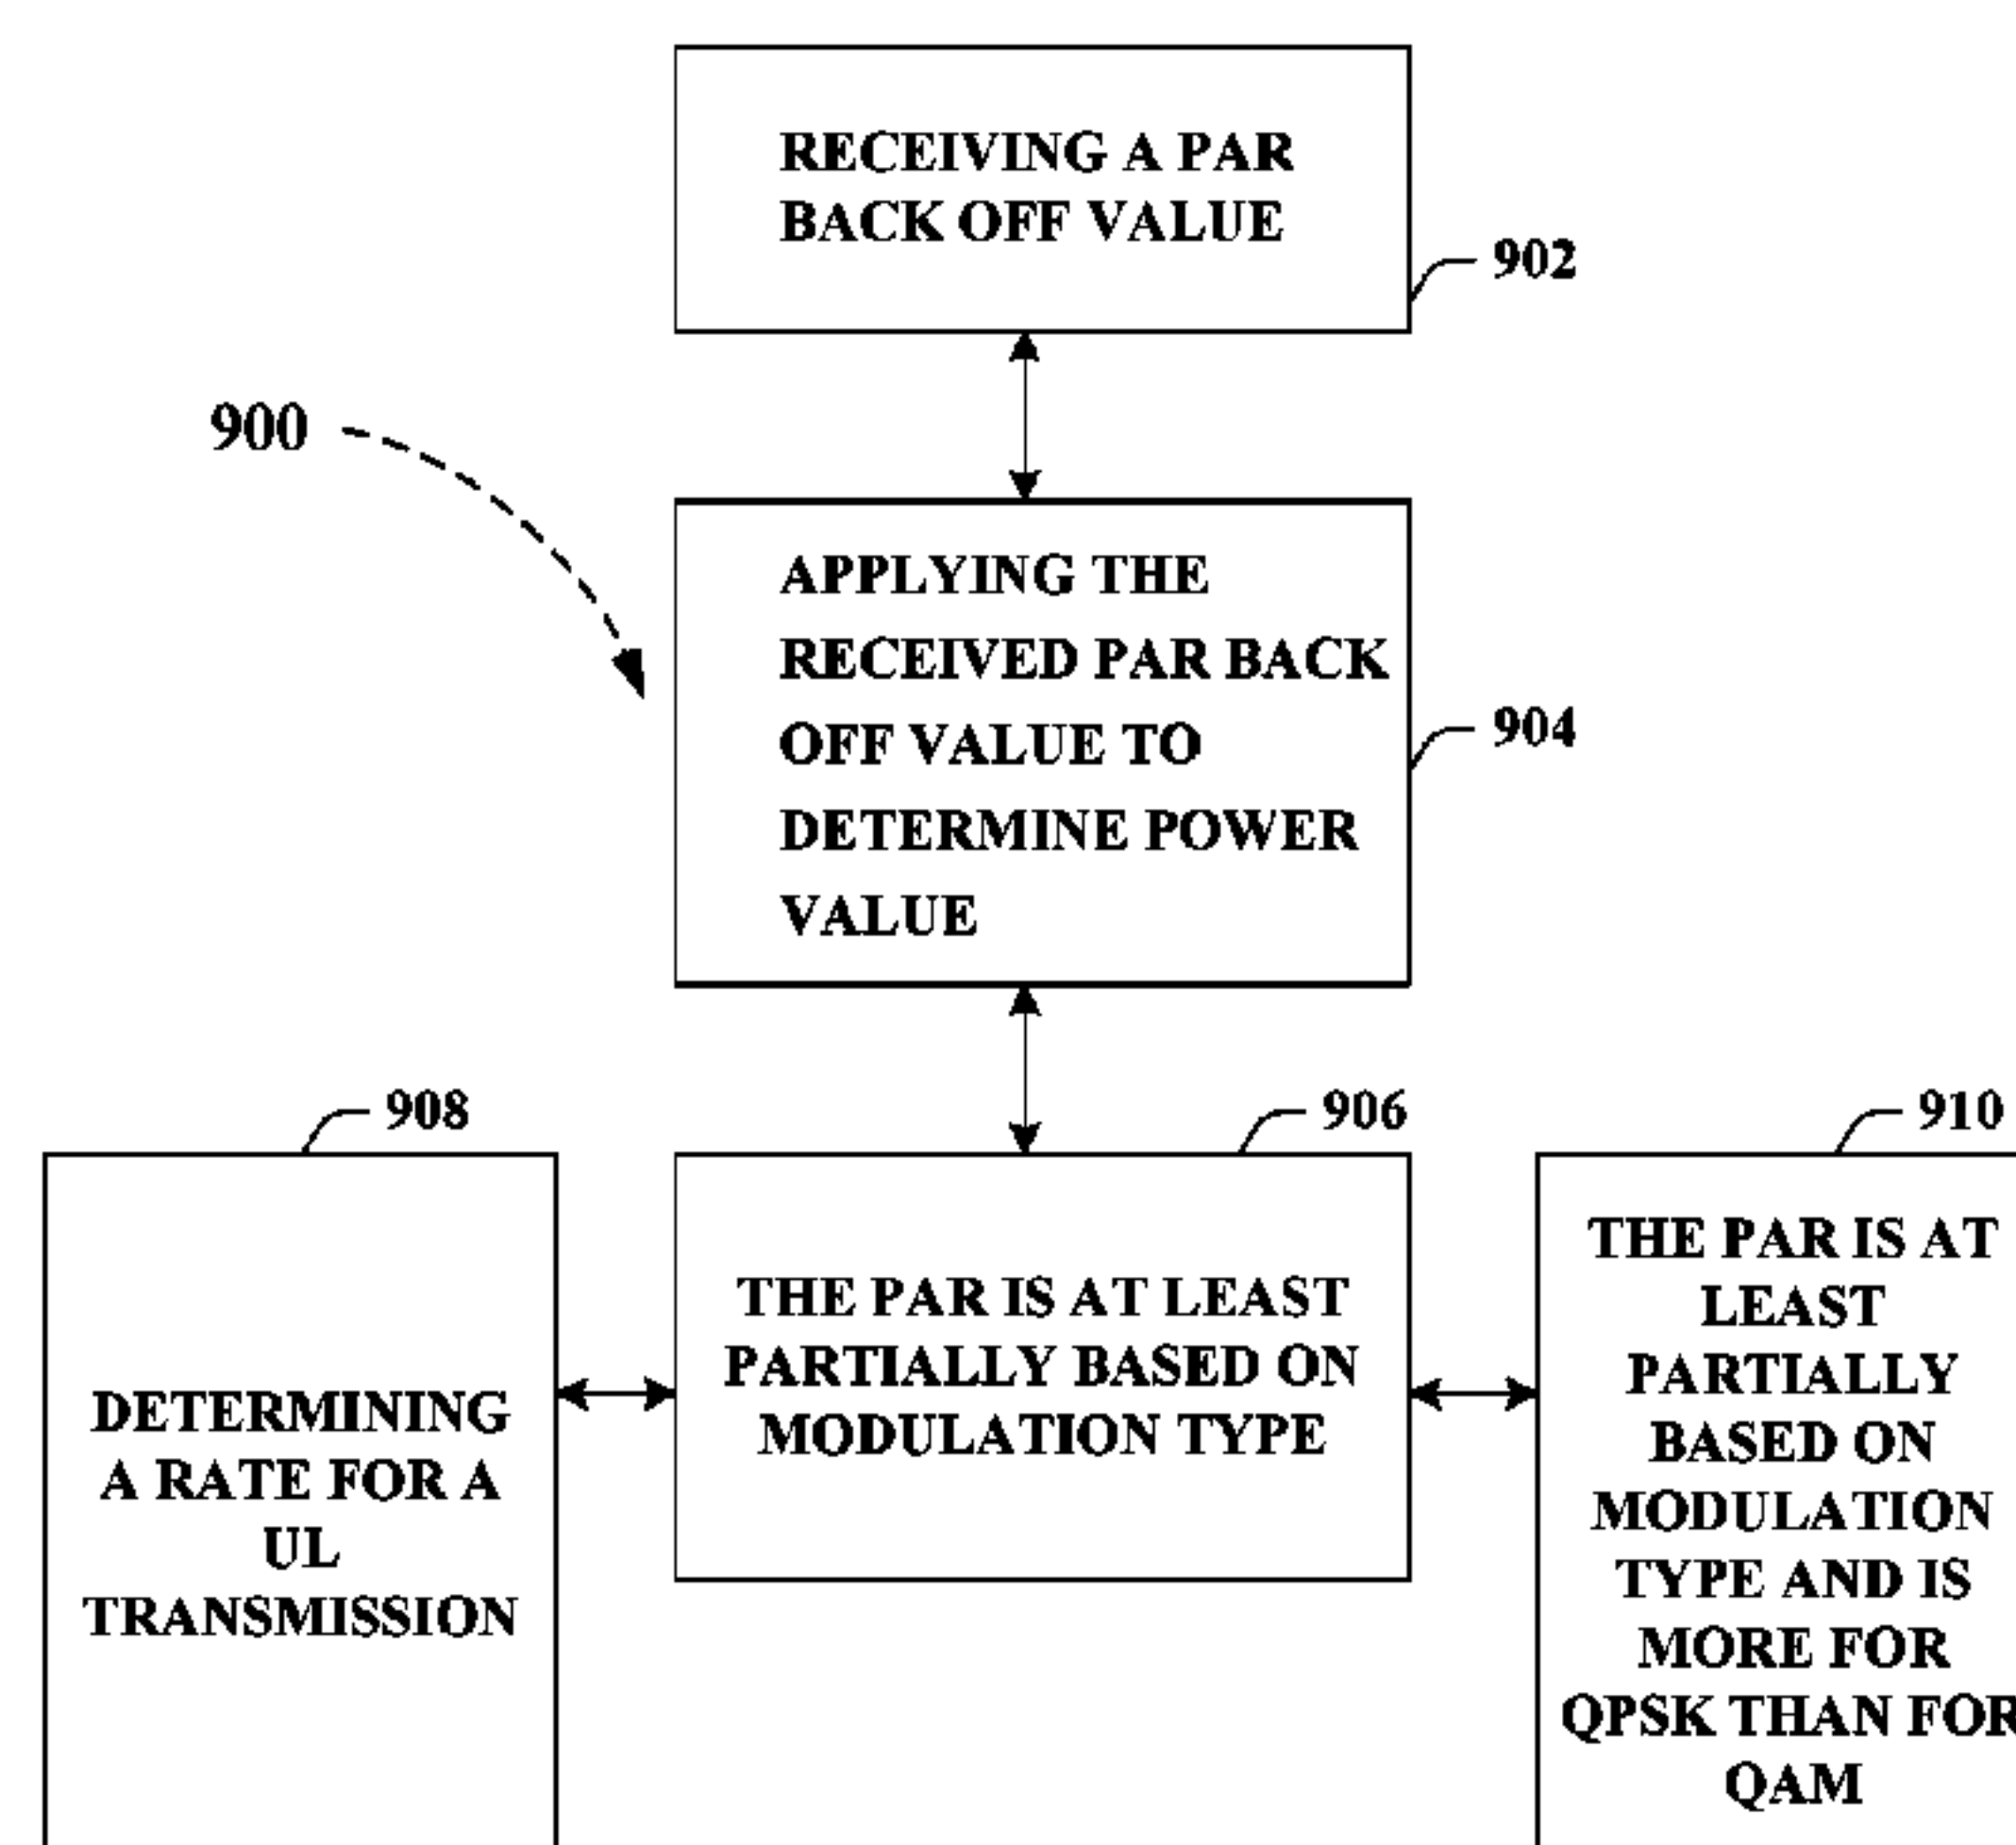 RECEIVING A PAR
BACK OFF VALUE
902
900
APPLYING THE
RECEIVED PAR BACK
OFF VALUE TO
DETERMINE POWER
VALUE
904
908
906
910
DETERMINING
A RATE FOR A
UL
TRANSMISSION
THE PAR IS AT LEAST
PARTIALLY BASED ON
MODULATION TYPE
THE PAR IS AT
LEAST
PARTIALLY
BASED ON
MODULATION
TYPE AND IS
MORE FOR
QPSK THAN FOR
QAM